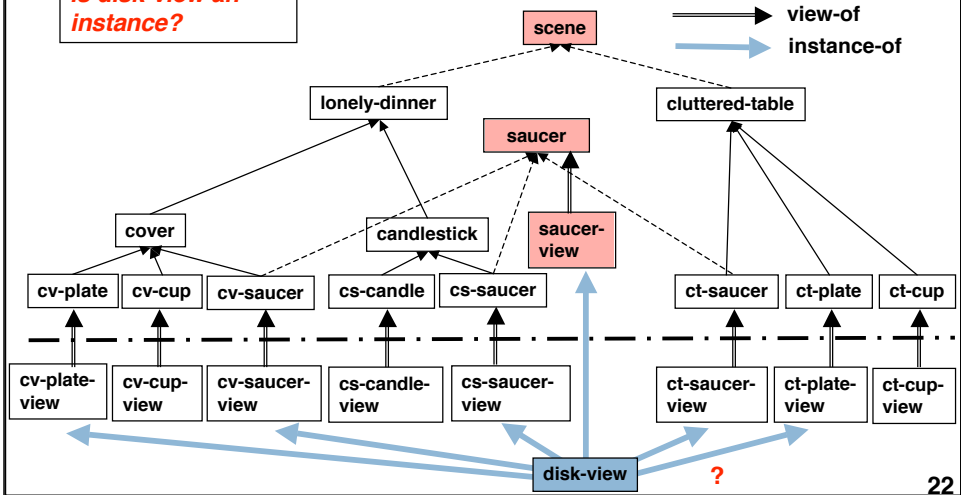 is disk-view an
instance?
view-of
instance-of
scene
lonely-dinner
cluttered-table
saucer
cover
candlestick
saucer-
view
cv-plate
cv-cup
cv-saucer
cs-candle
cs-saucer
ct-saucer
ct-plate
ct-cup
cv-plate-
view
cv-cup-
view
cv-saucer-
view
cs-candle-
view
cs-saucer-
view
ct-saucer-
view
ct-plate-
view
ct-cup-
view
disk-view
?
22